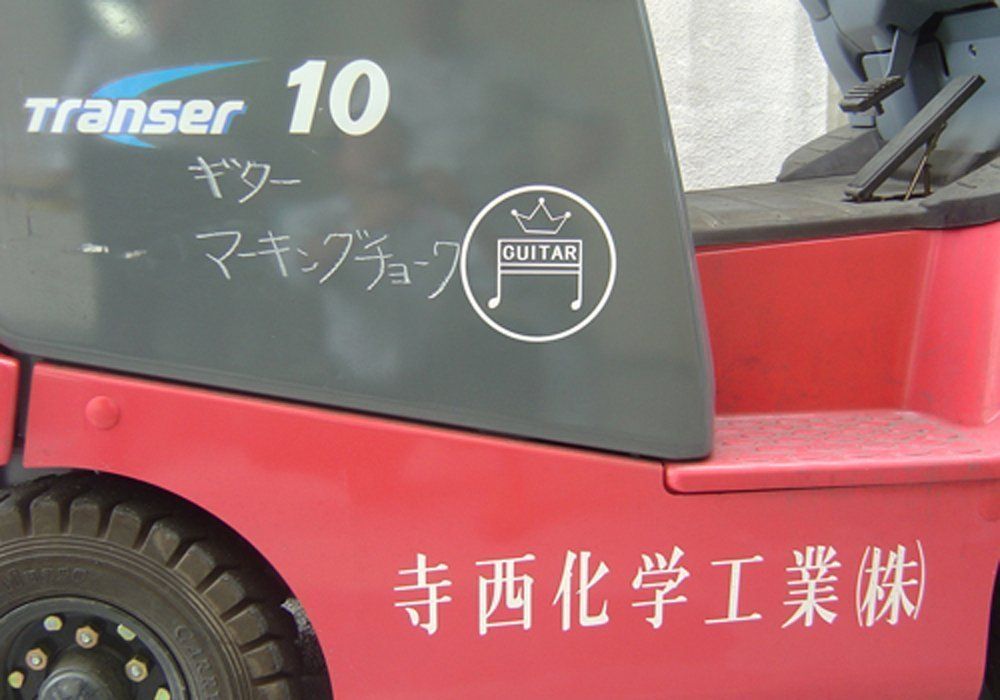 Transer 10
ギター
マーキングチョーク
GUITAR
寺西化学工業(株)